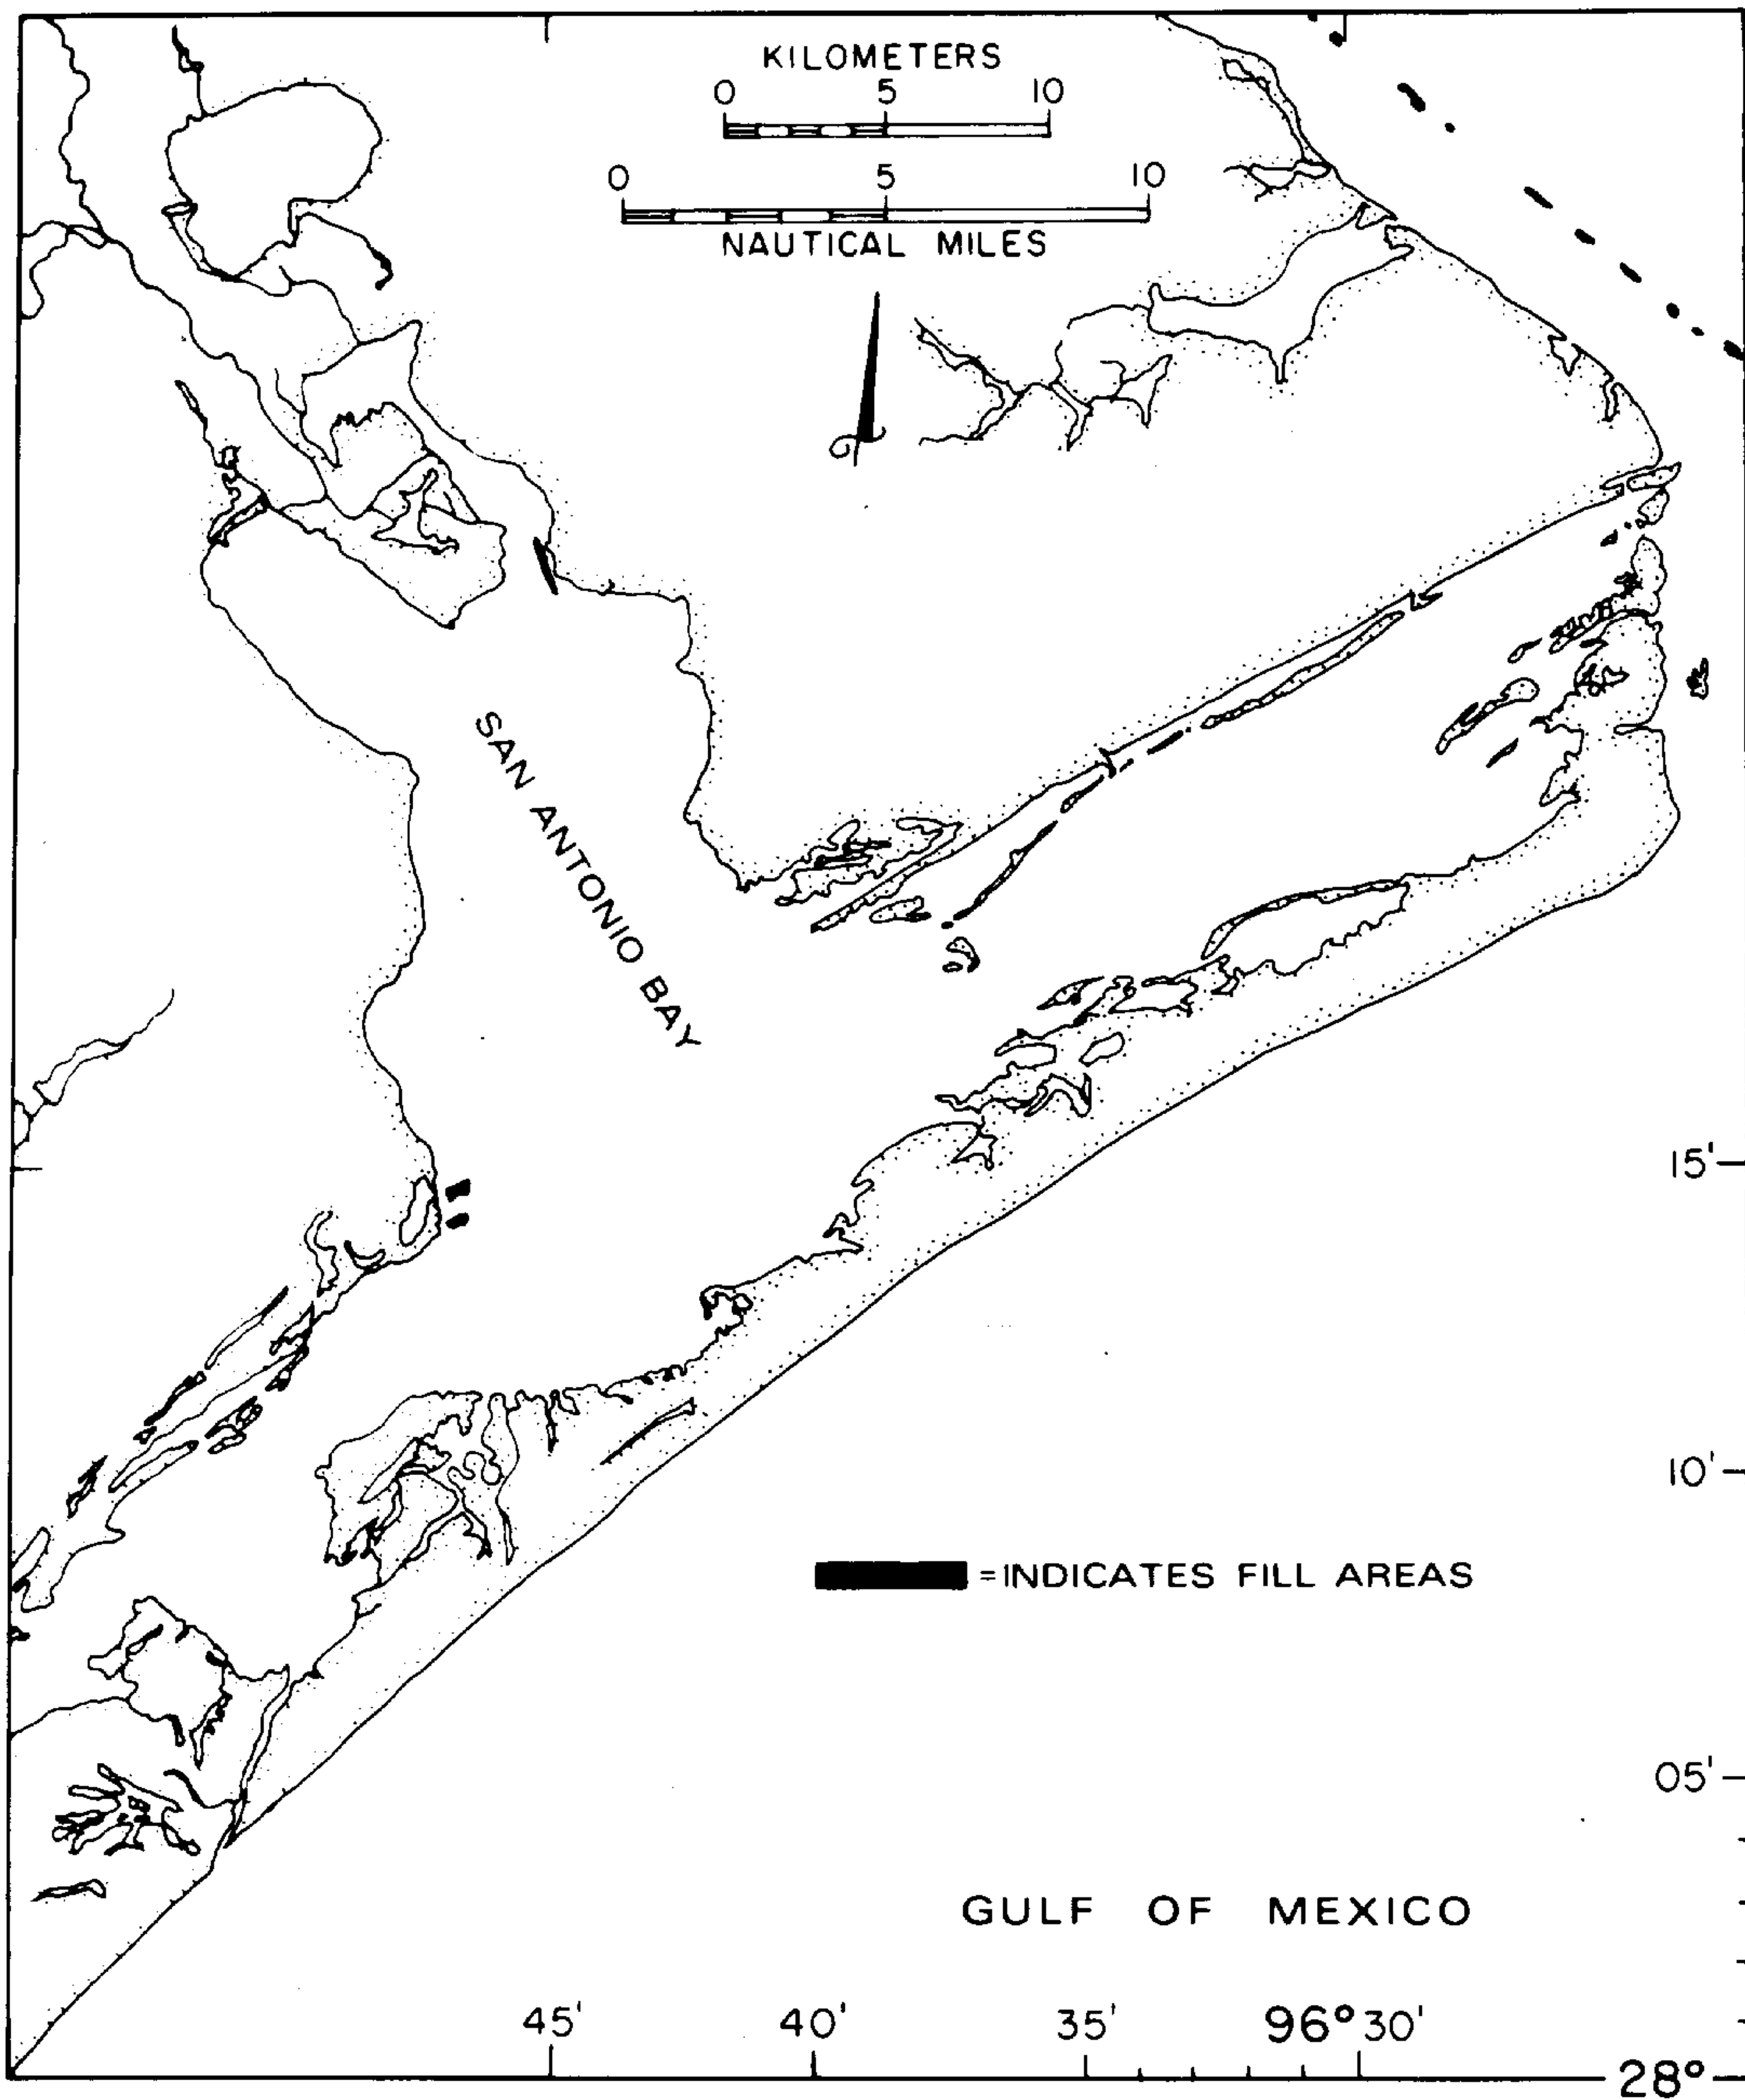 KILOMETERS
0 5 10
0 5 10
NAUTICAL MILES
SAN ANTONIO BAY
15'
10'
=INDICATES FILL AREAS
05'
GULF OF MEXICO
45' 40' 35' 96°30'
28°